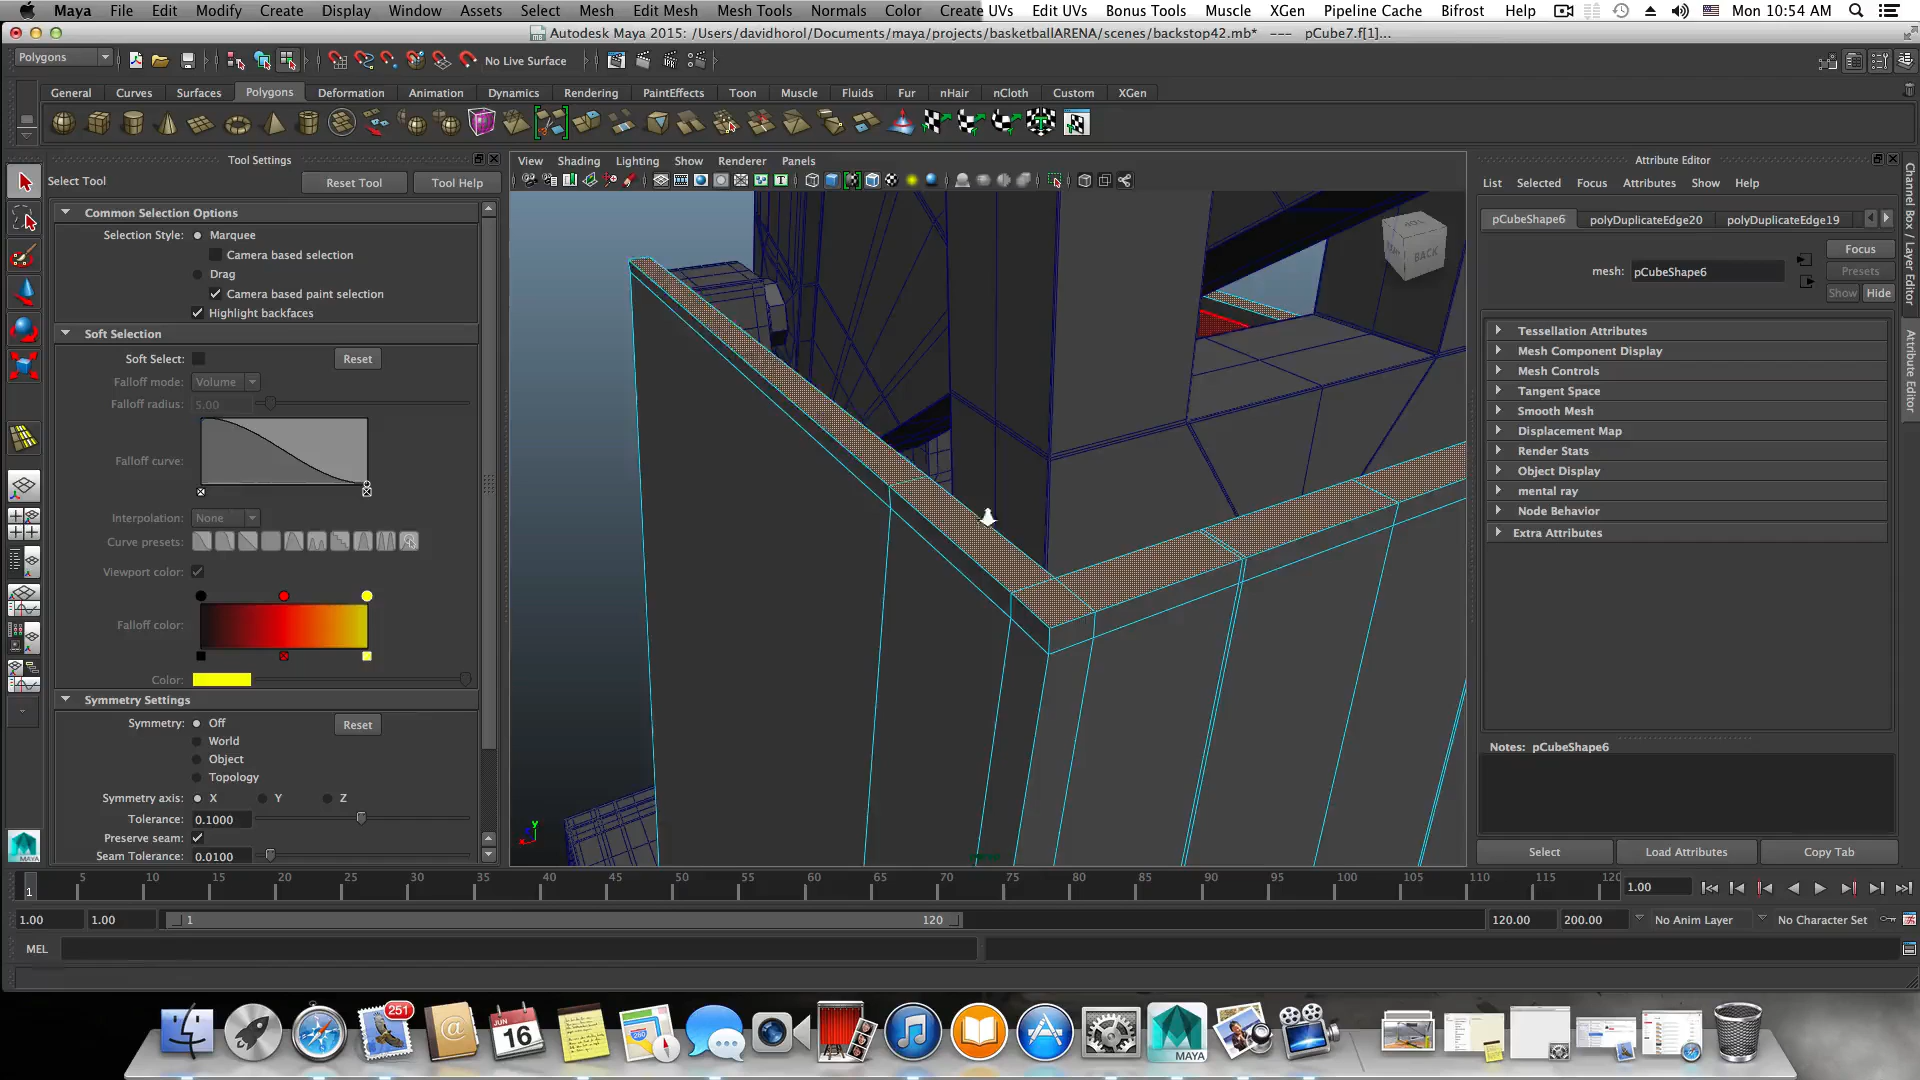 Maya File Edit Modify Create Display Window Assets Select Mesh Edit Mesh Mesh Tools Normals Color Create UVs Edit UVs Bonus Tools Muscle XGen Pipeline Cache Bifrost Help Mon 10:54 AM
Autodesk Maya 2015: /Users/davidhorol/Documents/maya/projects/basketballARENA/scenes/backstop42.mb* --- pCube7.f[1]...
Polygons No Live Surface
General Curves Surfaces Polygons Deformation Animation Dynamics Rendering PaintEffects Toon Muscle Fluids Fur nHair nCloth Custom XGen
Tool Settings
Select Tool Reset Tool Tool Help
Common Selection Options
Selection Style: Marquee
Camera based selection
Drag
Camera based paint selection
Highlight backfaces
Soft Selection
Soft Select: Reset
Falloff mode: Volume
Falloff radius: 5.00
Falloff curve:
Interpolation: None
Curve presets:
Viewport color:
Falloff color:
Color:
Symmetry Settings
Symmetry: Off Reset
World
Object
Topology
Symmetry axis: X Y Z
Tolerance: 0.1000
Preserve seam:
Seam Tolerance: 0.0100
View Shading Lighting Show Renderer Panels
BACK
y
x
Attribute Editor
List Selected Focus Attributes Show Help
pCubeShape6 polyDuplicateEdge20 polyDuplicateEdge19
mesh: pCubeShape6
Focus
Presets
Show Hide
Tessellation Attributes
Mesh Component Display
Mesh Controls
Tangent Space
Smooth Mesh
Displacement Map
Render Stats
Object Display
mental ray
Node Behavior
Extra Attributes
Notes: pCubeShape6
Select Load Attributes Copy Tab
Channel Box / Layer Editor
Attribute Editor
1 5 10 15 20 25 30 35 40 45 50 55 60 65 70 75 80 85 90 95 100 105 110 115 120 1.00
1.00 1.00 1 120 120.00 200.00 No Anim Layer No Character Set
MEL
MAYA
251
JUN
16
MAYA